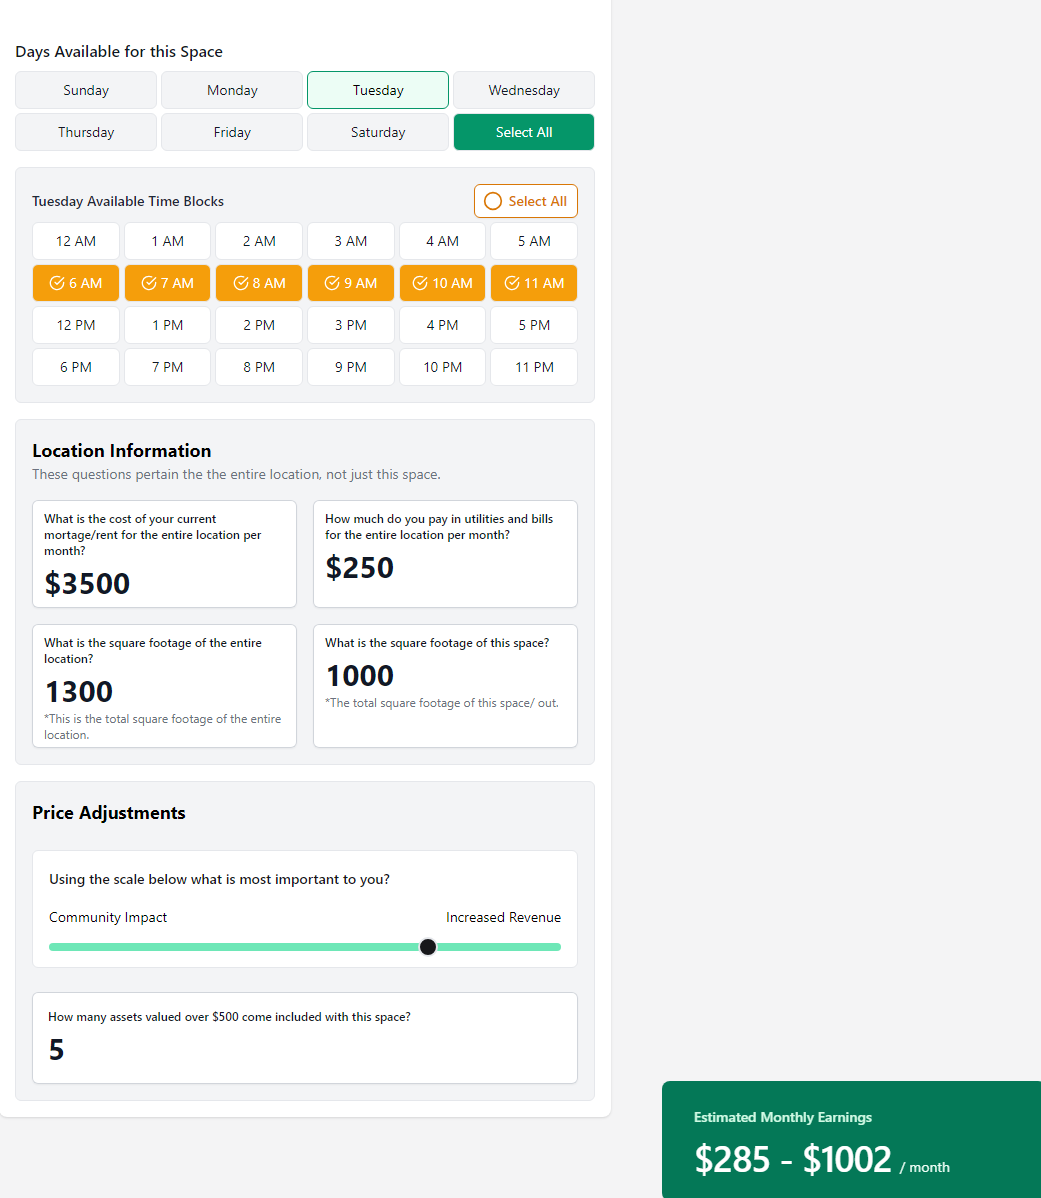 Days Available for this Space
Sunday Monday Tuesday Wednesday
Thursday Friday Saturday Select All
Tuesday Available Time Blocks Select All
12 AM 1 AM 2 AM 3 AM 4 AM 5 AM
6 AM 7 AM 8 AM 9 AM 10 AM 11 AM
12 PM 1 PM 2 PM 3 PM 4 PM 5 PM
6 PM 7 PM 8 PM 9 PM 10 PM 11 PM
Location Information
These questions pertain the the entire location, not just this space.
What is the cost of your current
mortage/rent for the entire location per
month?
$3500
How much do you pay in utilities and bills
for the entire location per month?
$250
What is the square footage of the entire
location?
1300
*This is the total square footage of the entire
location.
What is the square footage of this space?
1000
*The total square footage of this space/ out.
Price Adjustments
Using the scale below what is most important to you?
Community Impact Increased Revenue
How many assets valued over $500 come included with this space?
5
Estimated Monthly Earnings
$285 - $1002 / month